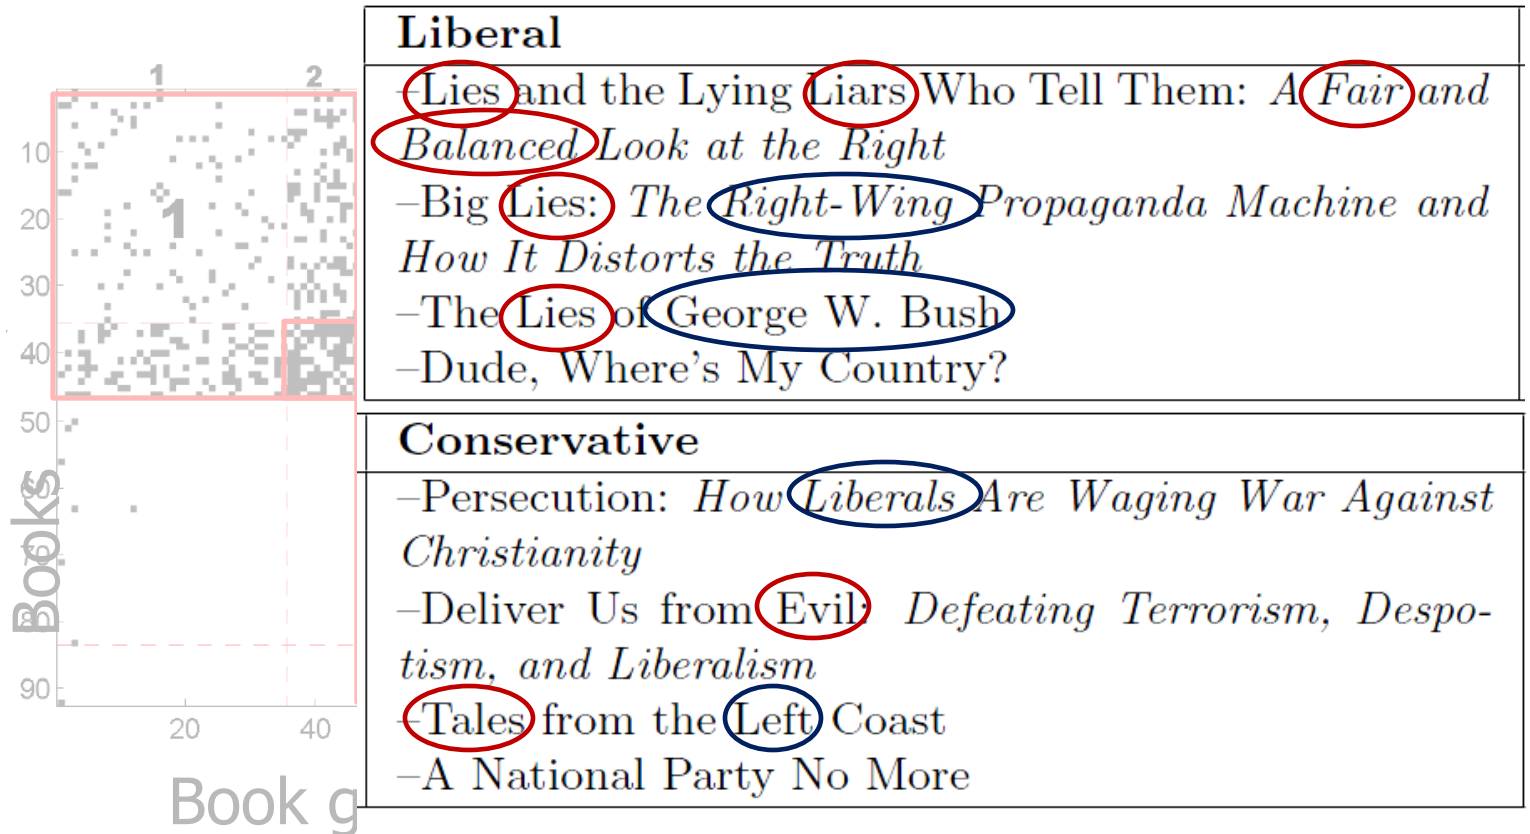 Liberal
–Lies and the Lying Liars Who Tell Them: A Fair and
Balanced Look at the Right
–Big Lies: The Right-Wing Propaganda Machine and
How It Distorts the Truth
–The Lies of George W. Bush
–Dude, Where's My Country?
Conservative
–Persecution: How Liberals Are Waging War Against
Christianity
–Deliver Us from Evil: Defeating Terrorism, Despo-
tism, and Liberalism
–Tales from the Left Coast
–A National Party No More
1 2
10
1
20
30
40
50
60
70
80
90
20 40
Books
Book g